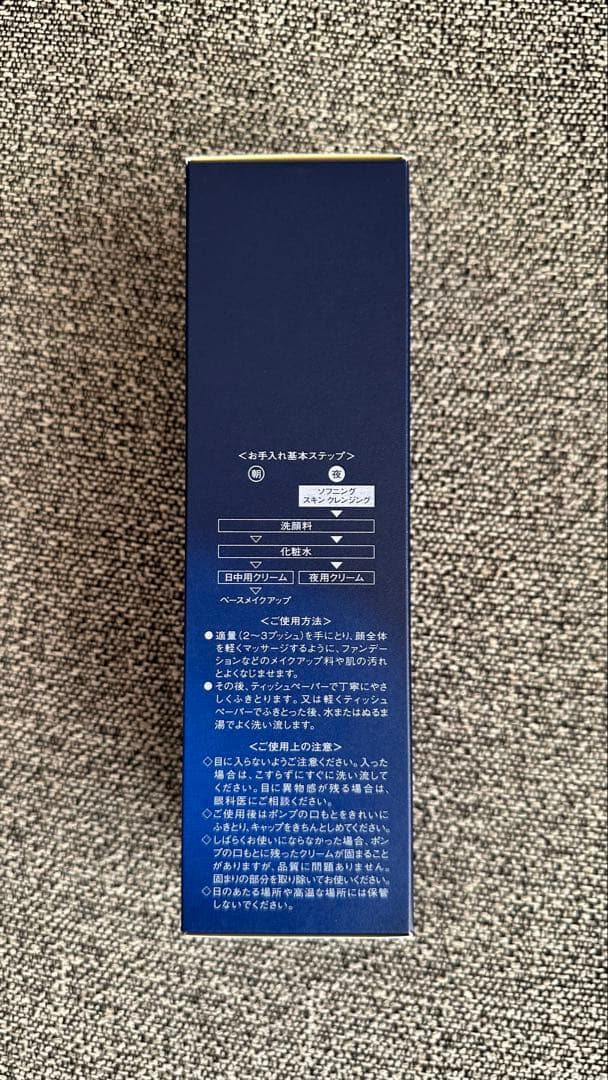 <お手入れ基本ステップ>
朝 夜
ソフニング
スキンクレンジング
洗顔料
化粧水
日中用クリーム 夜用クリーム
ベースメイクアップ
<ご使用方法>
●適量(2〜3プッシュ)を手にとり、顔全体
を軽くマッサージするように、ファンデー
ションなどのメイクアップ料や肌の汚れ
とよくなじませます。
●その後、ティッシュペーパーで丁寧にやさ
しくふきとります。又は軽くティッシュ
ペーパーでふきとった後、水またはぬるま
湯でよく洗い流します。
<ご使用上の注意>
◇目に入らないようご注意ください。入った
場合は、こすらずにすぐに洗い流して
ください。目に異物感が残る場合は、
眼科医にご相談ください。
◇ご使用後はポンプの口もとをきれいに
ふきとり、キャップをきちんとしめてください。
◇しばらくお使いにならなかった場合、ポン
プの口もとに残ったクリームが固まること
がありますが、品質に問題ありません。
固まりの部分を取り除いてお使いください。
◇日のあたる場所や高温な場所には保管
しないでください。